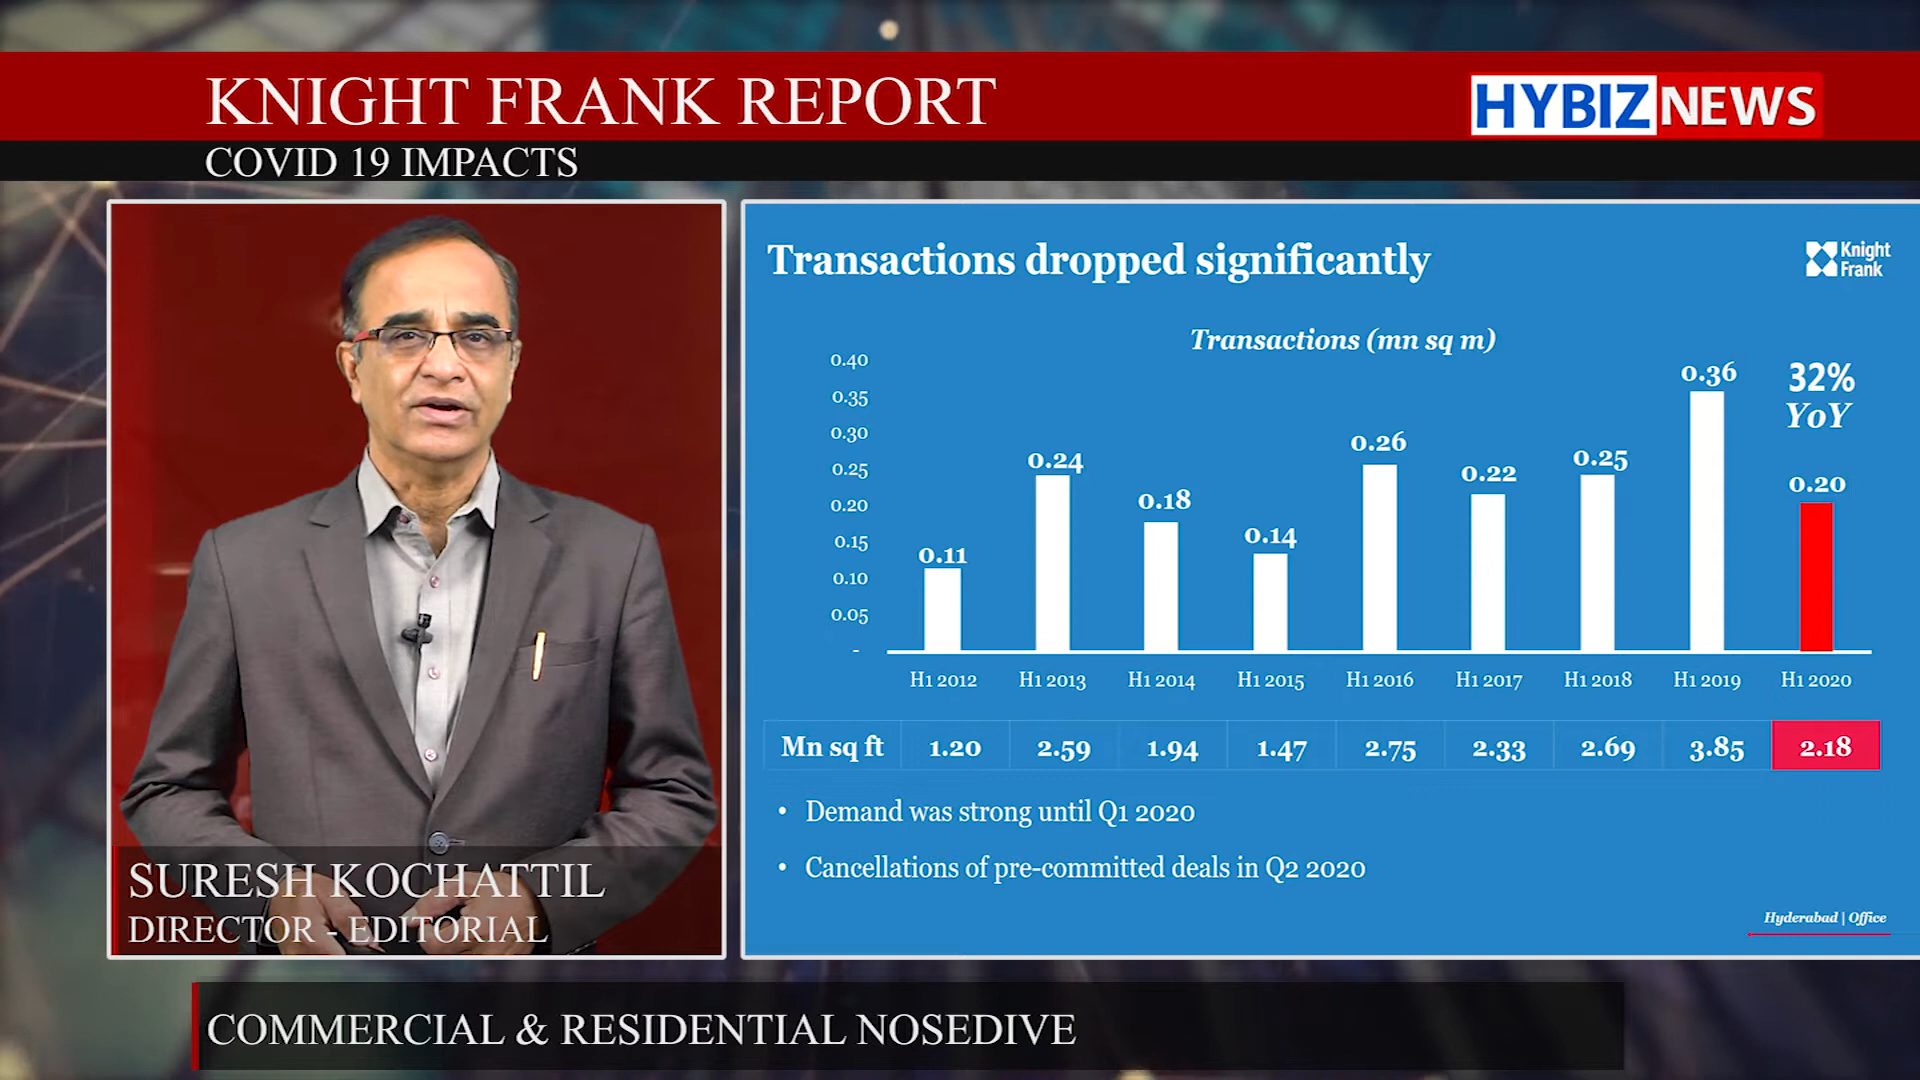 KNIGHT FRANK REPORT
HYBIZ NEWS
COVID 19 IMPACTS
Transactions dropped significantly
Knight
Frank
Transactions (mn sq m)
0.40
0.35
0.30
0.25
0.20
0.15
0.10
0.05
-
0.11
0.24
0.18
0.14
0.26
0.22
0.25
0.36
32%
YoY
0.20
H1 2012 H1 2013 H1 2014 H1 2015 H1 2016 H1 2017 H1 2018 H1 2019 H1 2020
Mn sq ft 1.20 2.59 1.94 1.47 2.75 2.33 2.69 3.85 2.18
• Demand was strong until Q1 2020
• Cancellations of pre-committed deals in Q2 2020
Hyderabad | Office
SURESH KOCHATTIL
DIRECTOR - EDITORIAL
COMMERCIAL & RESIDENTIAL NOSEDIVE